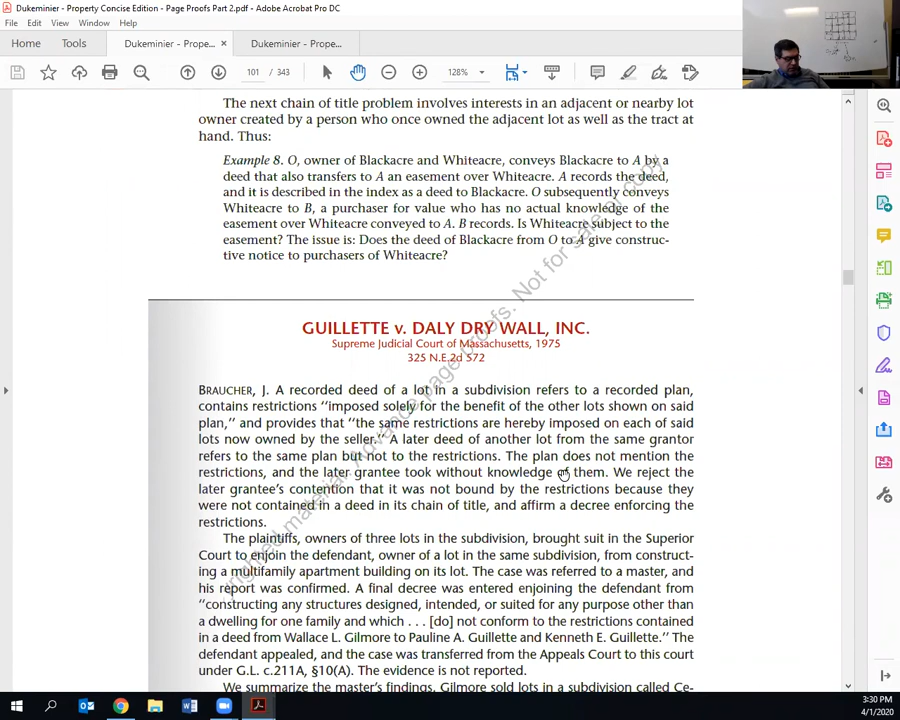 Dukeminier - Property Concise Edition - Page Proofs Part 2.pdf - Adobe Acrobat Pro DC
File Edit View Window Help
Home Tools Dukeminier - Prope... × Dukeminier - Prope...
101 / 343 128%
The next chain of title problem involves interests in an adjacent or nearby lot
owner created by a person who once owned the adjacent lot as well as the tract at
hand. Thus:
Example 8. O, owner of Blackacre and Whiteacre, conveys Blackacre to A by a
deed that also transfers to A an easement over Whiteacre. A records the deed,
and it is described in the index as a deed to Blackacre. O subsequently conveys
Whiteacre to B, a purchaser for value who has no actual knowledge of the
easement over Whiteacre conveyed to A. B records. Is Whiteacre subject to the
easement? The issue is: Does the deed of Blackacre from O to A give construc-
tive notice to purchasers of Whiteacre?
GUILLETTE v. DALY DRY WALL, INC.
Supreme Judicial Court of Massachusetts, 1975
325 N.E.2d 572
BRAUCHER, J. A recorded deed of a lot in a subdivision refers to a recorded plan,
contains restrictions "imposed solely for the benefit of the other lots shown on said
plan," and provides that "the same restrictions are hereby imposed on each of said
lots now owned by the seller." A later deed of another lot from the same grantor
refers to the same plan but not to the restrictions. The plan does not mention the
restrictions, and the later grantee took without knowledge of them. We reject the
later grantee's contention that it was not bound by the restrictions because they
were not contained in a deed in its chain of title, and affirm a decree enforcing the
restrictions.
The plaintiffs, owners of three lots in the subdivision, brought suit in the Superior
Court to enjoin the defendant, owner of a lot in the same subdivision, from construct-
ing a multifamily apartment building on its lot. The case was referred to a master, and
his report was confirmed. A final decree was entered enjoining the defendant from
"constructing any structures designed, intended, or suited for any purpose other than
a dwelling for one family and which . . . [do] not conform to the restrictions contained
in a deed from Wallace L. Gilmore to Pauline A. Guillette and Kenneth E. Guillette." The
defendant appealed, and the case was transferred from the Appeals Court to this court
under G.L. c.211A, §10(A). The evidence is not reported.
We summarize the master's findings. Gilmore sold lots in a subdivision called Ce-
Advance page proofs. Not for sale or copy
3:30 PM
4/1/2020